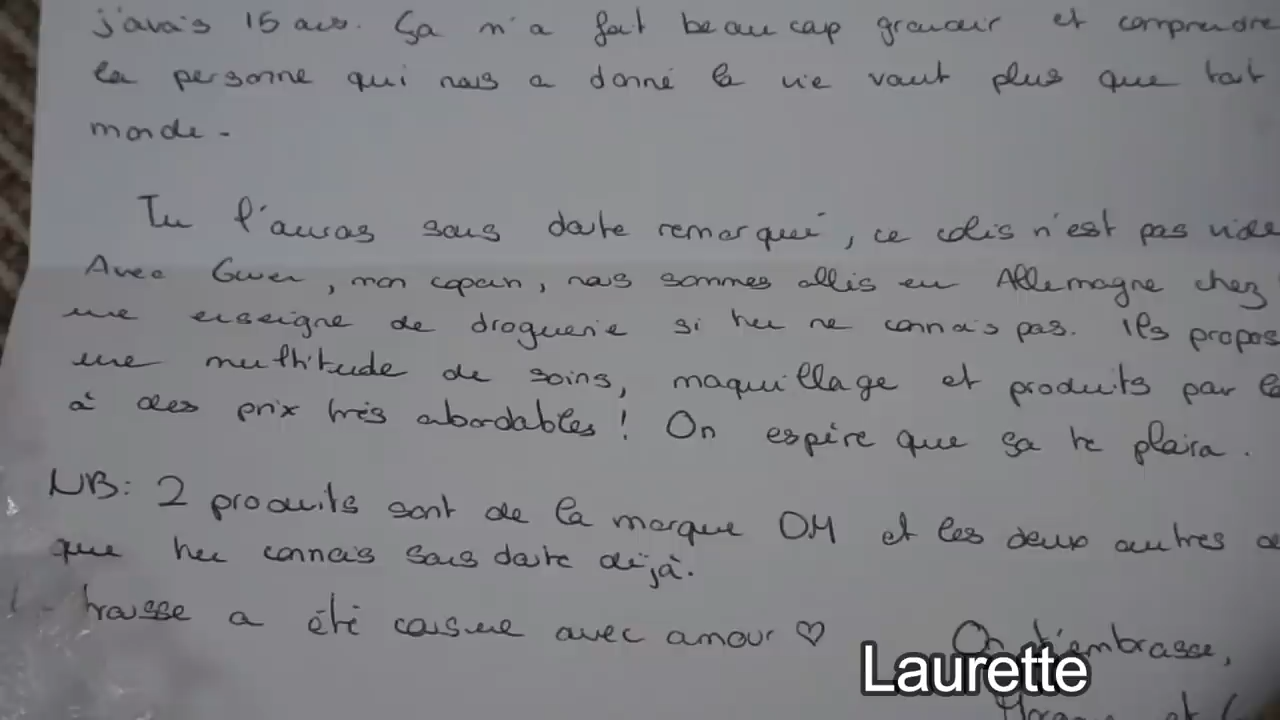 j'avais 15 ans. Ça m'a fait beaucoup grandir et comprendre
la personne qui nous a donné la vie vaut plus que tout
monde.
Tu l'auras sans doute remarqué, ce colis n'est pas vide
Avec Gwen, mon copain, nous sommes allés en Allemagne chez
une enseigne de droguerie si tu ne connais pas. Ils propos
une multitude de soins, maquillage et produits par la
à des prix très abordables ! On espère que sa te plaira.
NB: 2 produits sont de la marque DM et les deux autres d
que tu connais sans doute déjà.
trousse a été cousue avec amour ♡
On t'embrasse,
Laurette
et